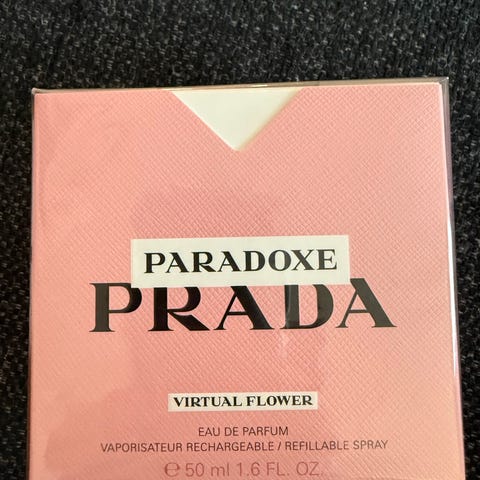 PARADOXE
PRADA
VIRTUAL FLOWER
EAU DE PARFUM
VAPORISATEUR RECHARGEABLE / REFILLABLE SPRAY
℮ 50 ml 1.6 FL. OZ.